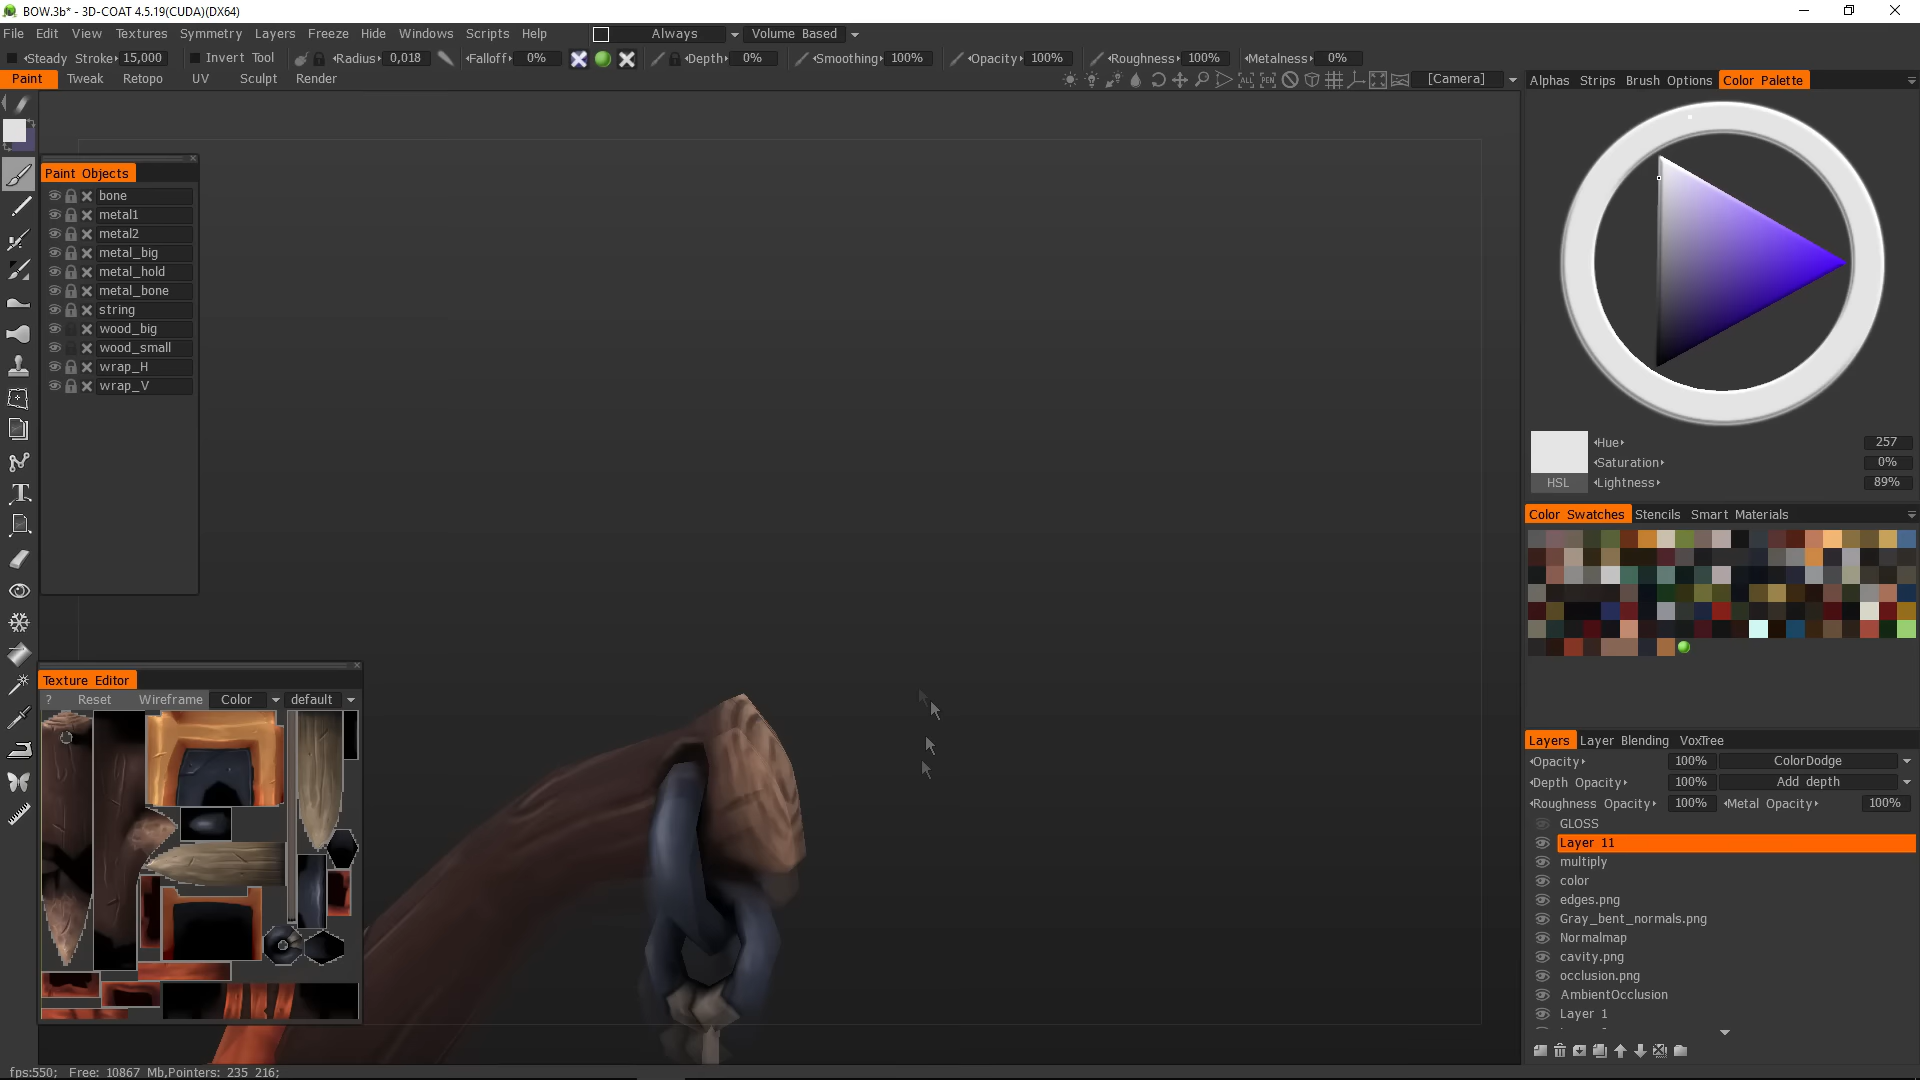 BOW.3b* - 3D-COAT 4.5.19(CUDA)(DX64)
File Edit View Textures Symmetry Layers Freeze Hide Windows Scripts Help Always Volume Based
Steady Stroke 15,000 Invert Tool Radius 0,018 Falloff 0% Depth 0% Smoothing 100% Opacity 100% Roughness 100% Metalness 0%
Paint Tweak Retopo UV Sculpt Render ALL PEN [Camera]
Alphas Strips Brush Options Color Palette
Paint Objects
bone
metal1
metal2
metal_big
metal_hold
metal_bone
string
wood_big
wood_small
wrap_H
wrap_V
Hue 257
Saturation 0%
HSL Lightness 89%
Color Swatches Stencils Smart Materials
Texture Editor
? Reset Wireframe Color default
Layers Layer Blending VoxTree
Opacity 100% ColorDodge
Depth Opacity 100% Add depth
Roughness Opacity 100% Metal Opacity 100%
GLOSS
Layer 11
multiply
color
edges.png
Gray_bent_normals.png
Normalmap
cavity.png
occlusion.png
AmbientOcclusion
Layer 1
fps:550; Free: 10867 Mb,Pointers: 235 216;